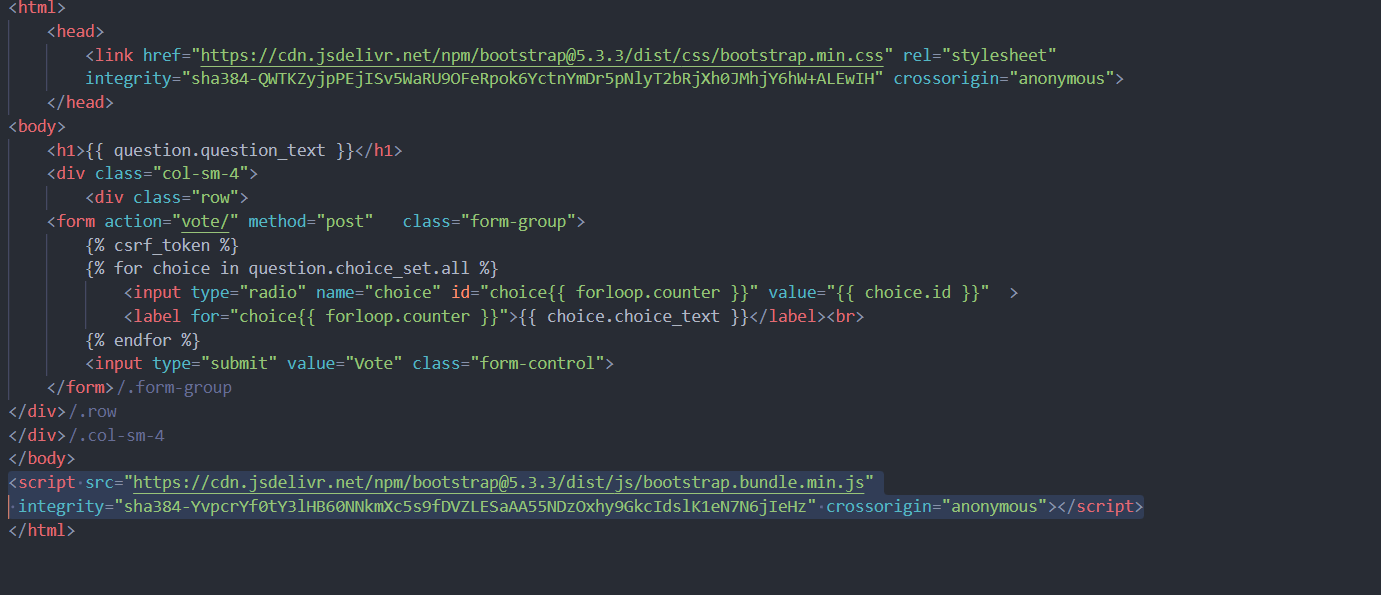 <html>
<head>
<link href="https://cdn.jsdelivr.net/npm/bootstrap@5.3.3/dist/css/bootstrap.min.css" rel="stylesheet"
integrity="sha384-QWTKZyjpPEjISv5WaRU9OFeRpok6YctnYmDr5pNlyT2bRjXh0JMhjY6hW+ALEwIH" crossorigin="anonymous">
</head>
<body>
<h1>{{ question.question_text }}</h1>
<div class="col-sm-4">
<div class="row">
<form action="vote/" method="post"   class="form-group">
{% csrf_token %}
{% for choice in question.choice_set.all %}
<input type="radio" name="choice" id="choice{{ forloop.counter }}" value="{{ choice.id }}"  >
<label for="choice{{ forloop.counter }}">{{ choice.choice_text }}</label><br>
{% endfor %}
<input type="submit" value="Vote" class="form-control">
</form>/.form-group
</div>/.row
</div>/.col-sm-4
</body>
<script src="https://cdn.jsdelivr.net/npm/bootstrap@5.3.3/dist/js/bootstrap.bundle.min.js"
integrity="sha384-YvpcrYf0tY3lHB60NNkmXc5s9fDVZLESaAA55NDzOxhy9GkcIdslK1eN7N6jIeHz" crossorigin="anonymous"></script>
</html>